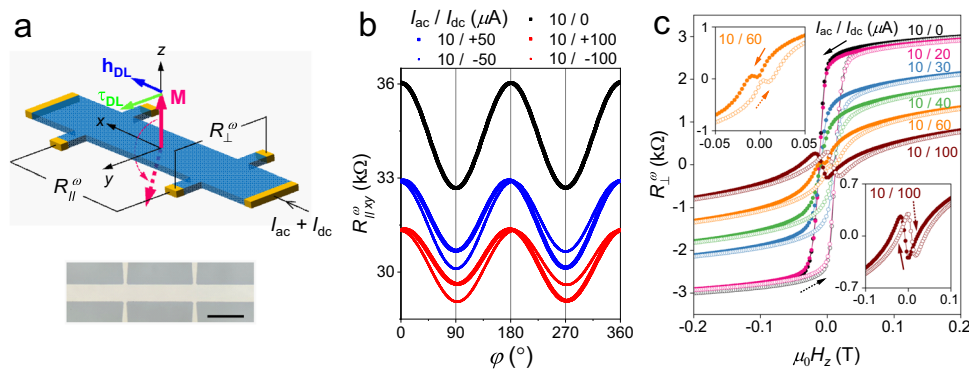 a
z
h_DL
M
τ_DL
x
y
R_⊥^ω
R_//^ω
I_ac + I_dc
b
I_ac / I_dc (μA)
10 / 0
10 / +50
10 / +100
10 / -50
10 / -100
36
33
30
R_// xy^ω (kΩ)
0
90
180
270
360
φ (°)
c
I_ac / I_dc (μA)
10 / 0
10 / 20
10 / 30
10 / 40
10 / 60
10 / 100
3
2
1
0
-1
-2
-3
R_⊥^ω (kΩ)
-0.2
-0.1
0.0
0.1
0.2
μ₀H_z (T)
10 / 60
1
0
-1
-0.05
0.00
0.05
10 / 100
0.7
0.0
-0.7
-0.1
0.0
0.1